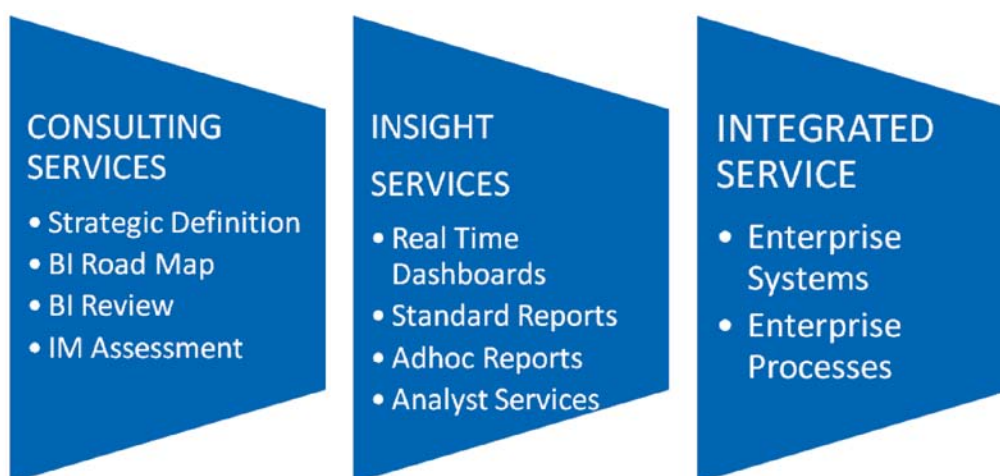 CONSULTING
SERVICES
• Strategic Definition
• BI Road Map
• BI Review
• IM Assessment
INSIGHT
SERVICES
• Real Time
Dashboards
• Standard Reports
• Adhoc Reports
• Analyst Services
INTEGRATED
SERVICE
• Enterprise
Systems
• Enterprise
Processes